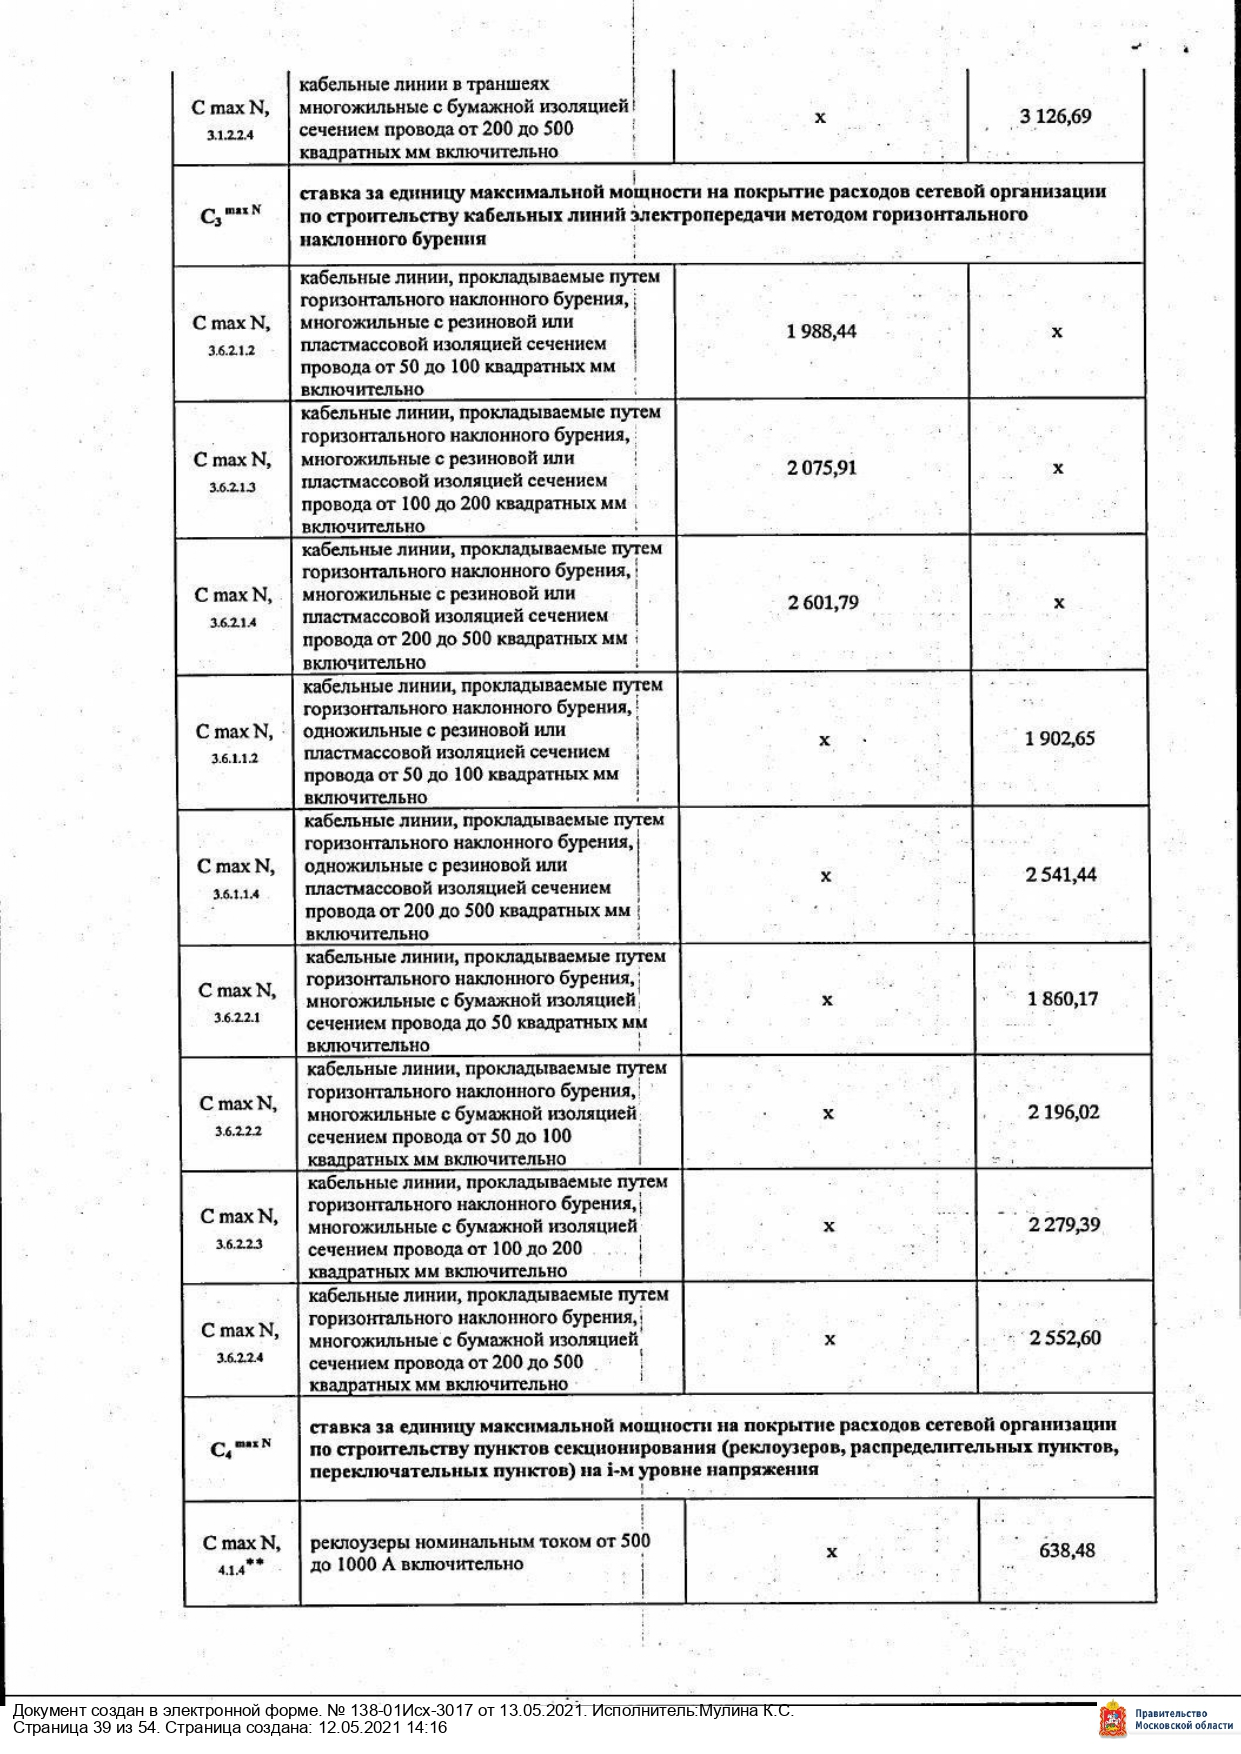 C max N,
3.1.2.2.4
кабельные линии в траншеях
многожильные с бумажной изоляцией
сечением провода от 200 до 500
квадратных мм включительно
x
3 126,69
C3 max N
ставка за единицу максимальной мощности на покрытие расходов сетевой организации
по строительству кабельных линий электропередачи методом горизонтального
наклонного бурения
C max N,
3.6.2.1.2
кабельные линии, прокладываемые путем
горизонтального наклонного бурения,
многожильные с резиновой или
пластмассовой изоляцией сечением
провода от 50 до 100 квадратных мм
включительно
1 988,44
x
C max N,
3.6.2.1.3
кабельные линии, прокладываемые путем
горизонтального наклонного бурения,
многожильные с резиновой или
пластмассовой изоляцией сечением
провода от 100 до 200 квадратных мм
включительно
2 075,91
x
C max N,
3.6.2.1.4
кабельные линии, прокладываемые путем
горизонтального наклонного бурения,
многожильные с резиновой или
пластмассовой изоляцией сечением
провода от 200 до 500 квадратных мм
включительно
2 601,79
x
C max N,
3.6.1.1.2
кабельные линии, прокладываемые путем
горизонтального наклонного бурения,
одножильные с резиновой или
пластмассовой изоляцией сечением
провода от 50 до 100 квадратных мм
включительно
x
1 902,65
C max N,
3.6.1.1.4
кабельные линии, прокладываемые путем
горизонтального наклонного бурения,
одножильные с резиновой или
пластмассовой изоляцией сечением
провода от 200 до 500 квадратных мм
включительно
x
2 541,44
C max N,
3.6.2.2.1
кабельные линии, прокладываемые путем
горизонтального наклонного бурения,
многожильные с бумажной изоляцией
сечением провода до 50 квадратных мм
включительно
x
1 860,17
C max N,
3.6.2.2.2
кабельные линии, прокладываемые путем
горизонтального наклонного бурения,
многожильные с бумажной изоляцией
сечением провода от 50 до 100
квадратных мм включительно
x
2 196,02
C max N,
3.6.2.2.3
кабельные линии, прокладываемые путем
горизонтального наклонного бурения,
многожильные с бумажной изоляцией
сечением провода от 100 до 200
квадратных мм включительно
x
2 279,39
C max N,
3.6.2.2.4
кабельные линии, прокладываемые путем
горизонтального наклонного бурения,
многожильные с бумажной изоляцией
сечением провода от 200 до 500
квадратных мм включительно
x
2 552,60
C4 max N
ставка за единицу максимальной мощности на покрытие расходов сетевой организации
по строительству пунктов секционирования (реклоузеров, распределительных пунктов,
переключательных пунктов) на i-м уровне напряжения
C max N,
4.1.4**
реклоузеры номинальным током от 500
до 1000 А включительно
x
638,48
Документ создан в электронной форме. № 138-01Исх-3017 от 13.05.2021. Исполнитель:Мулина К.С.
Страница 39 из 54. Страница создана: 12.05.2021 14:16
Правительство
Московской области